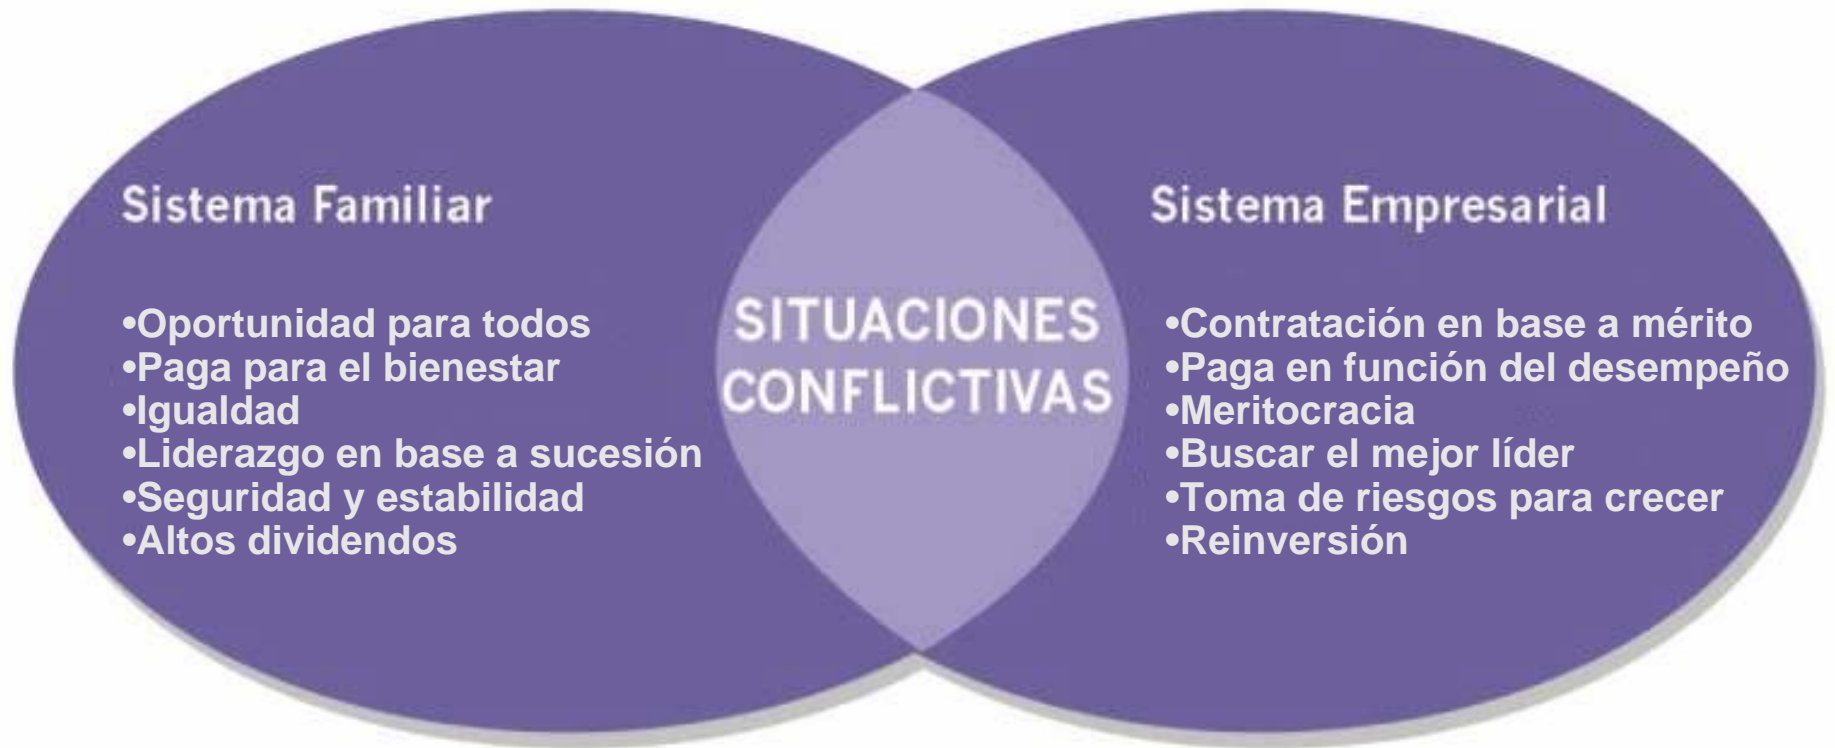 Sistema Familiar
•Oportunidad para todos
•Paga para el bienestar
•Igualdad
•Liderazgo en base a sucesión
•Seguridad y estabilidad
•Altos dividendos
SITUACIONES
CONFLICTIVAS
Sistema Empresarial
•Contratación en base a mérito
•Paga en función del desempeño
•Meritocracia
•Buscar el mejor líder
•Toma de riesgos para crecer
•Reinversión